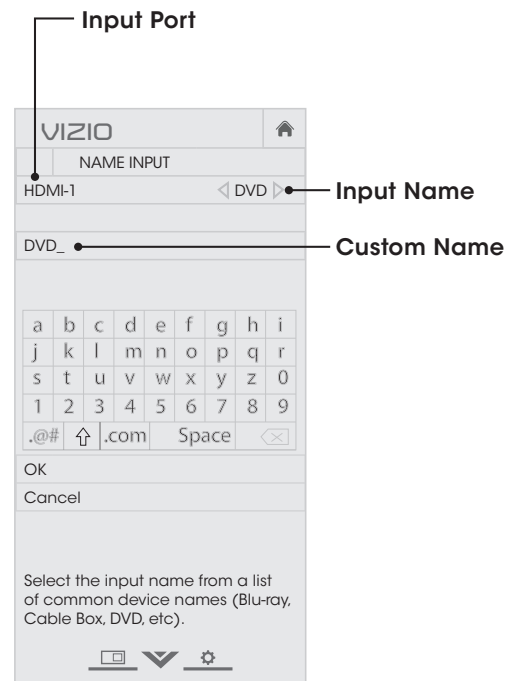 Input Port
VIZIO
NAME INPUT
HDMI-1 DVD Input Name
DVD_ Custom Name
a b c d e f g h i
j k l m n o p q r
s t u v w x y z 0
1 2 3 4 5 6 7 8 9
.@# .com Space
OK
Cancel
Select the input name from a list
of common device names (Blu-ray,
Cable Box, DVD, etc).